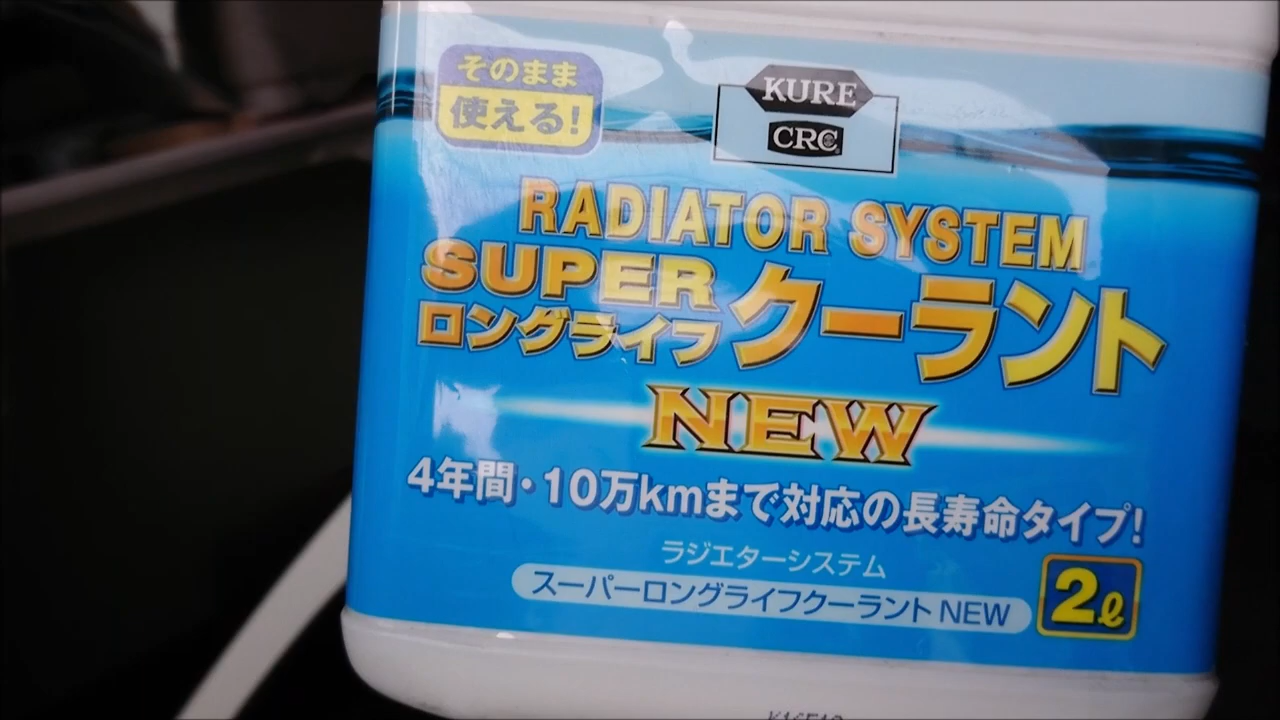 そのまま
使える!
KURE
CRC
RADIATOR SYSTEM
SUPER
ロングライフ
クーラント
NEW
4年間・10万kmまで対応の長寿命タイプ!
ラジエターシステム
スーパーロングライフクーラント NEW
2ℓ